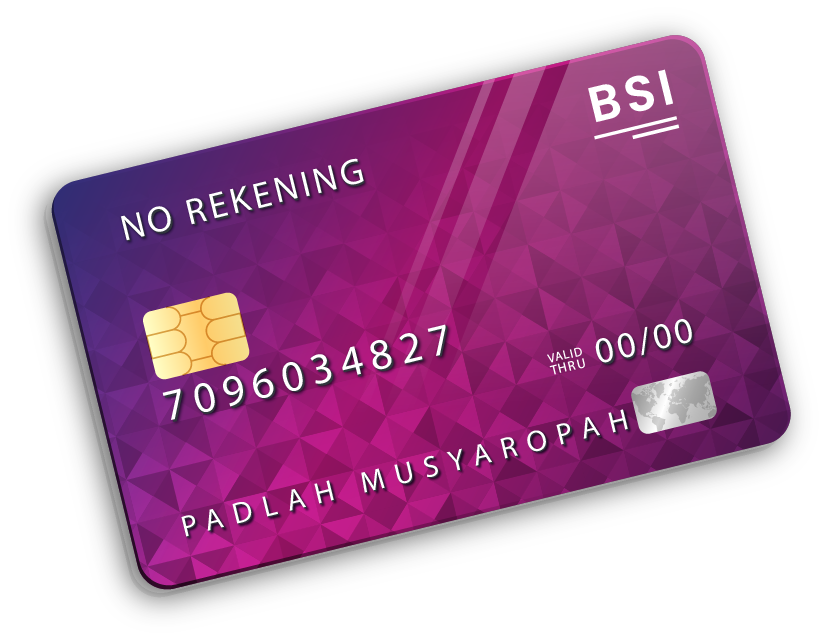 BSI
NO REKENING
7096034827
VALID
THRU
00/00
PADLAH MUSYAROPAH